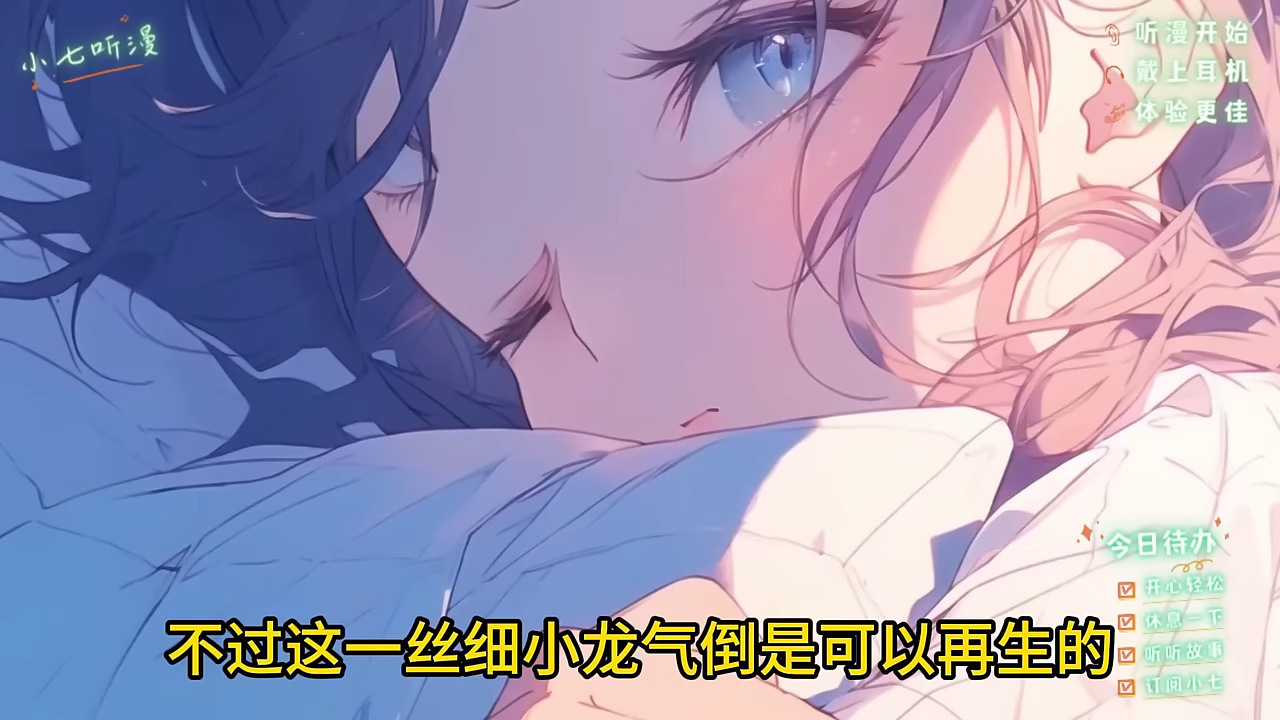 小七听漫
听漫开始
戴上耳机
体验更佳
今日待办
开心轻松
休息一下
听听故事
订阅小七
不过这一丝细小龙气倒是可以再生的